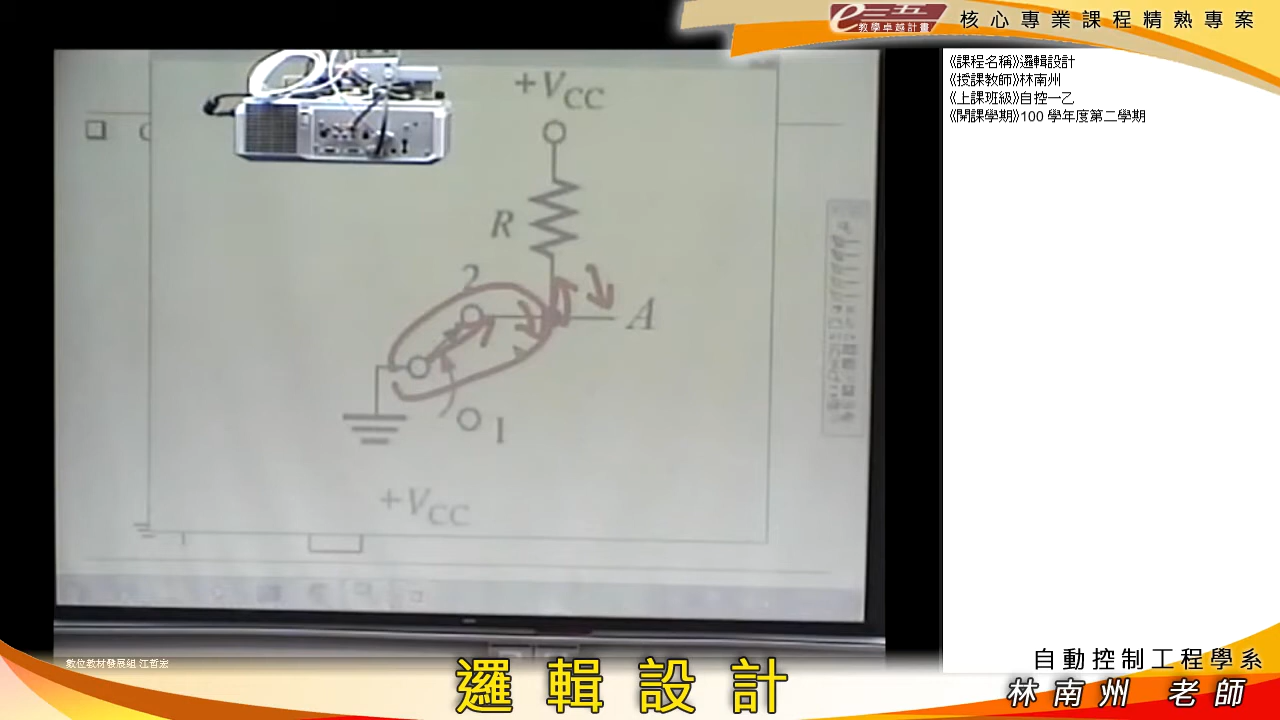 e三五
教學卓越計畫
核心專業課程精熟專案
《課程名稱》邏輯設計
《授課教師》林南州
《上課班級》自控一乙
《開課學期》100 學年度第二學期
+VCC
R
2
A
1
+VCC
數位教材發展組 江哲宏
邏輯設計
自動控制工程學系
林南州 老師